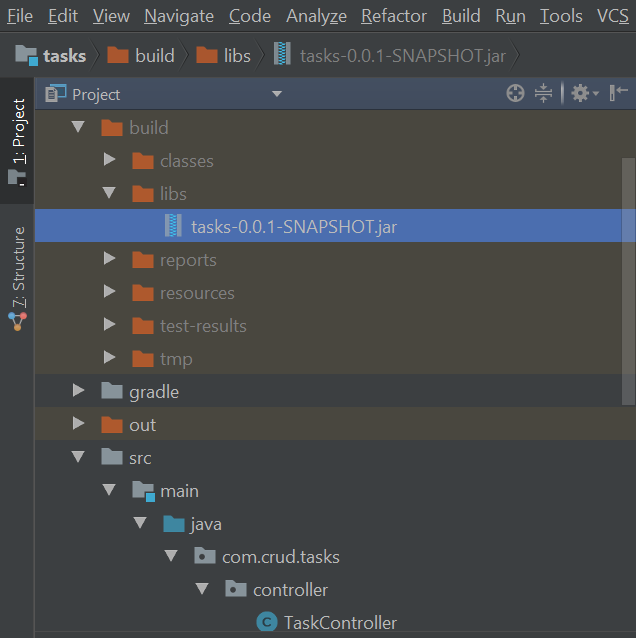 File Edit View Navigate Code Analyze Refactor Build Run Tools VCS
tasks build libs tasks-0.0.1-SNAPSHOT.jar
1: Project
7: Structure
Project
build
classes
libs
tasks-0.0.1-SNAPSHOT.jar
reports
resources
test-results
tmp
gradle
out
src
main
java
com.crud.tasks
controller
C TaskController